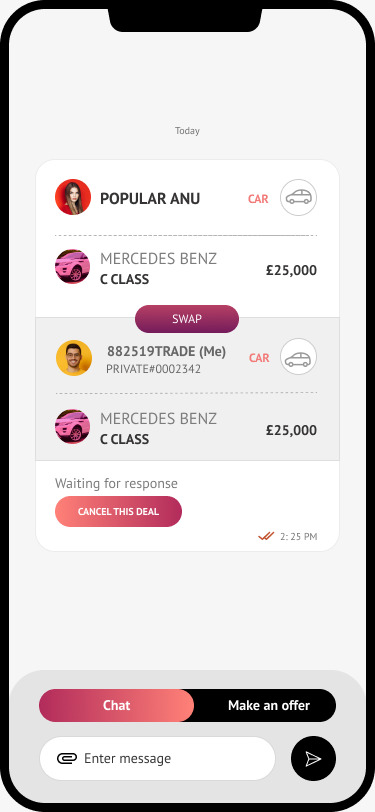 Today
POPULAR ANU
CAR
MERCEDES BENZ
C CLASS
£25,000
SWAP
882519TRADE (Me)
PRIVATE#0002342
CAR
MERCEDES BENZ
C CLASS
£25,000
Waiting for response
CANCEL THIS DEAL
2: 25 PM
Chat
Make an offer
Enter message